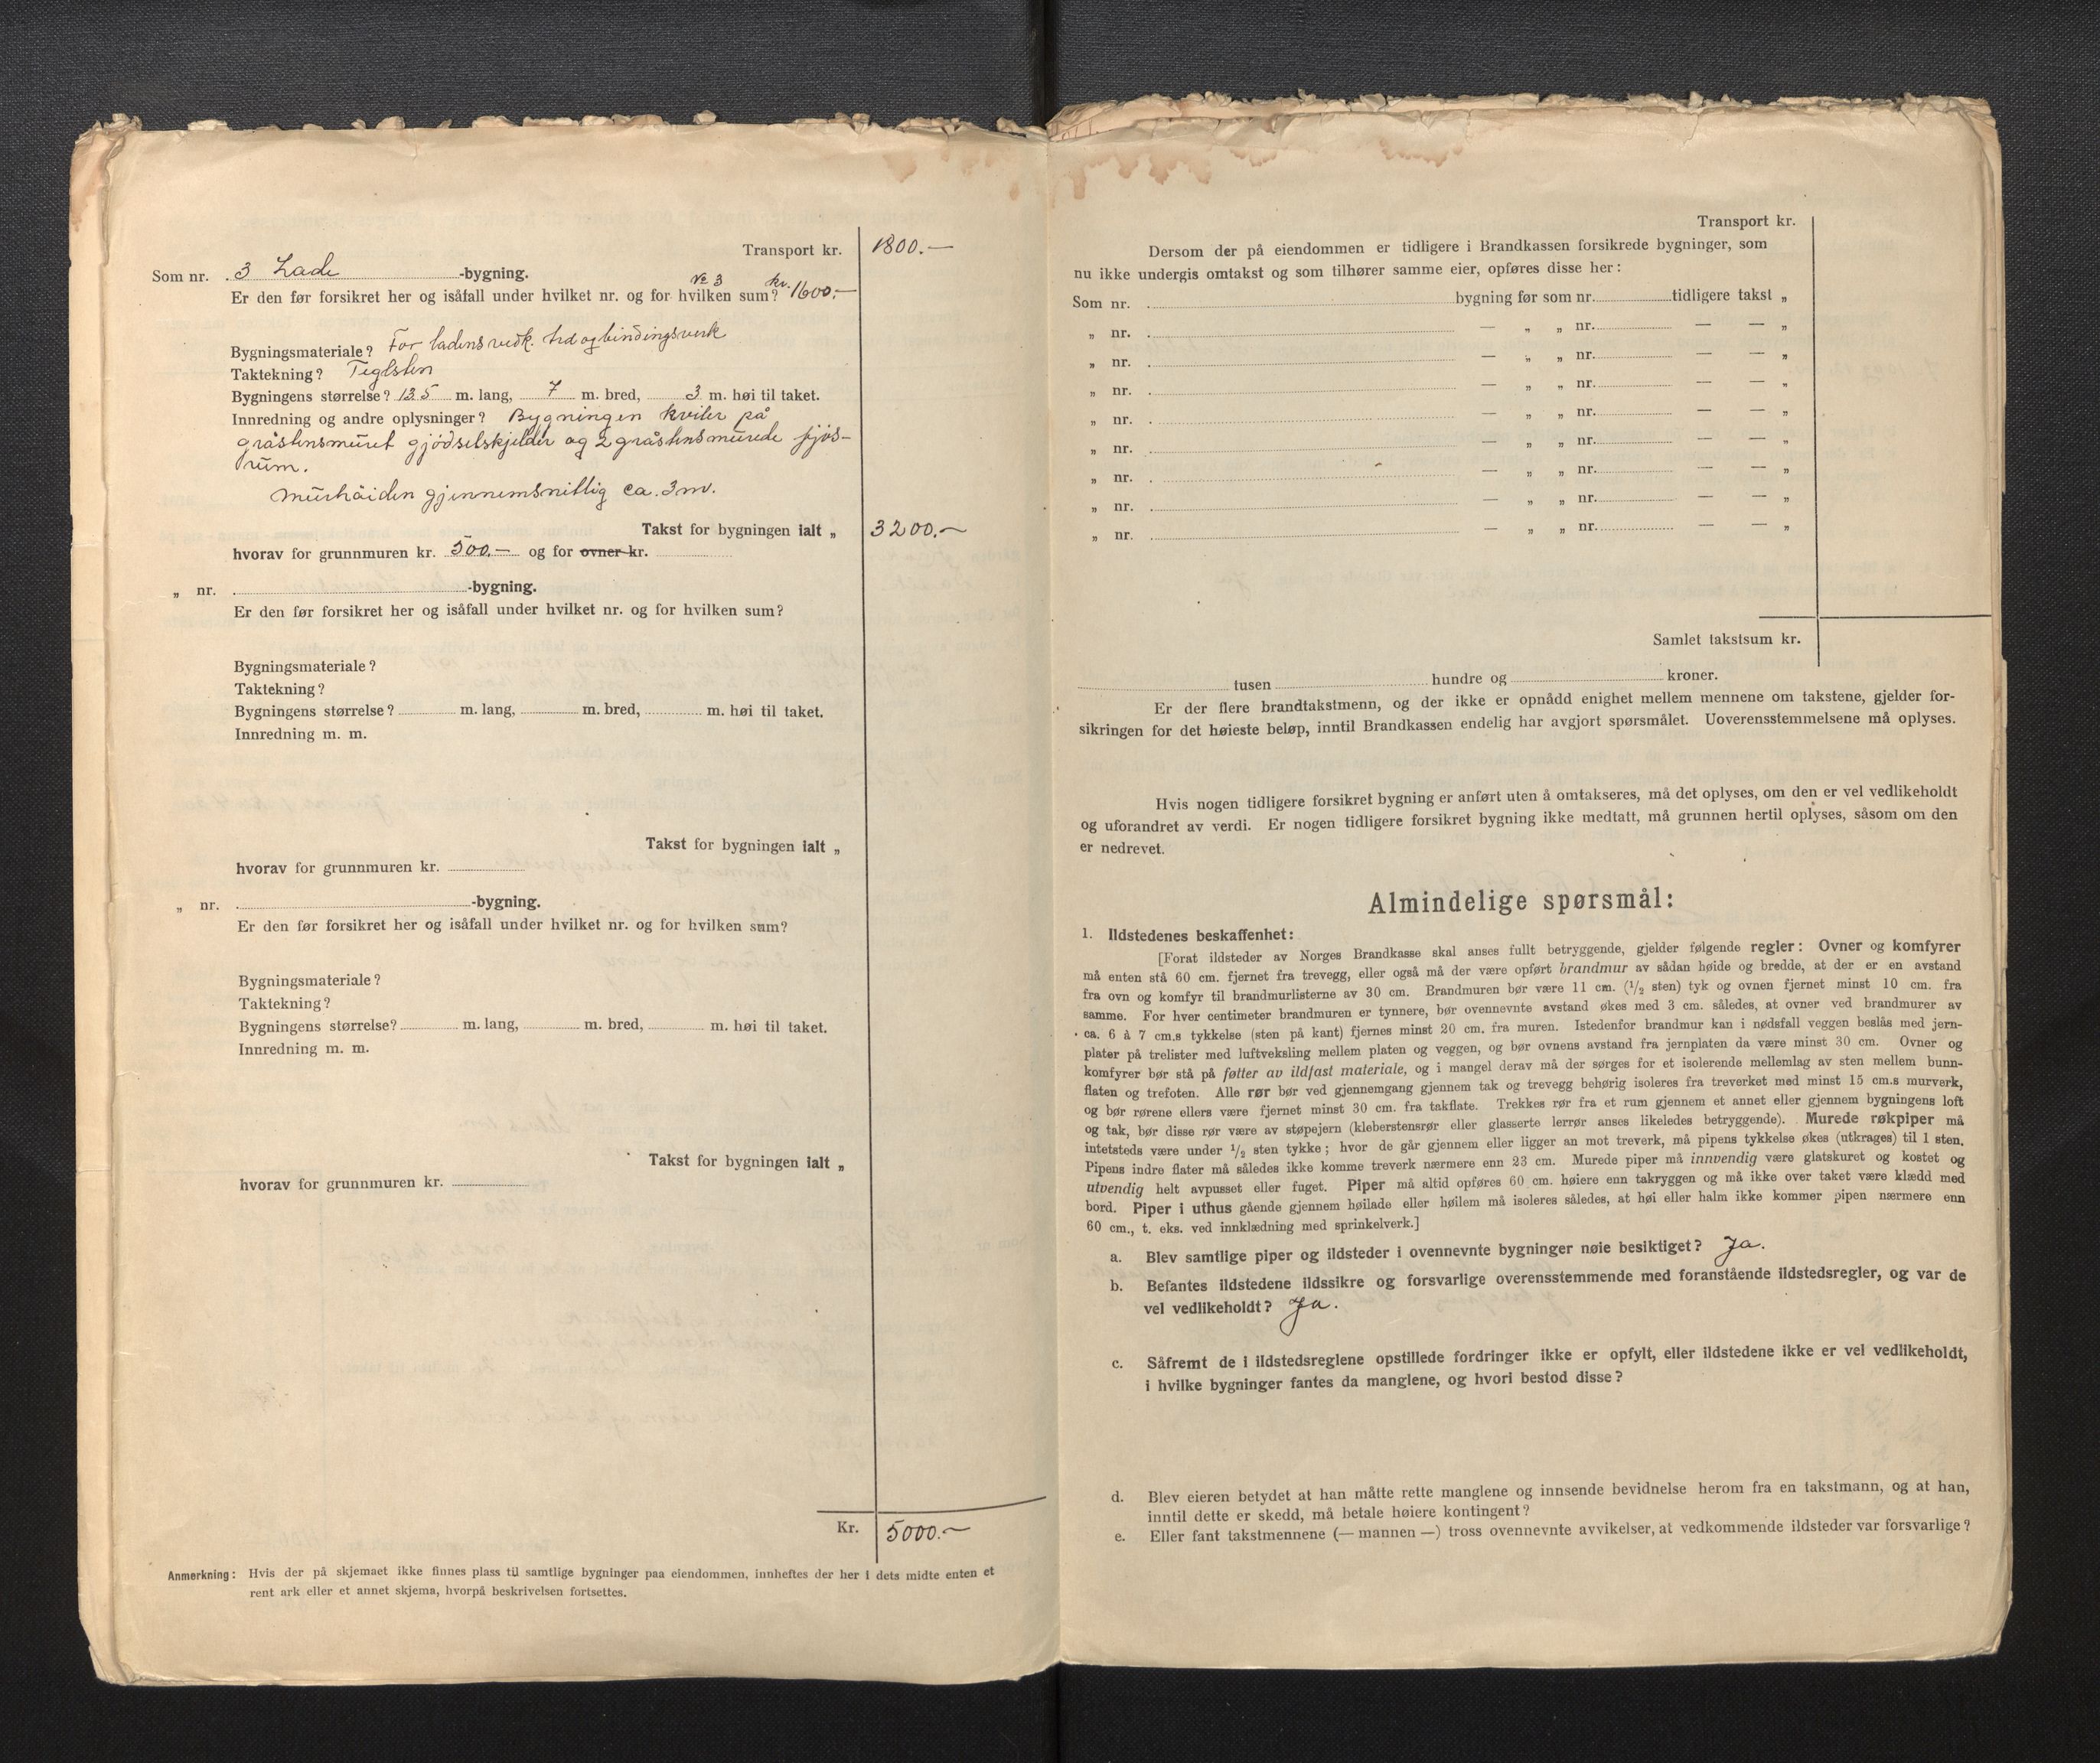 Transport kr. 1800.—
Som nr. 3 Lade -bygning.
№ 3 kr.
Er den før forsikret her og isåfall under hvilket nr. og for hvilken sum? 1600.-
Bygningsmateriale? For ladens vedk. tre og bindingsverk
Taktekning? Teglsten
Bygningens størrelse? 12.5 m. lang, 7 m. bred, 3 m. høi til taket.
Innredning og andre oplysninger? Bygningen kviler på
gråstensmuret gjødselskjelder og 2 gråstensmurede fjøs-
rum.
Murhøiden gjennemsnitlig ca. 3 m.
Takst for bygningen ialt „ 3200.-
hvorav for grunnmuren kr. 500.- og for ovner kr.
„ nr. -bygning.
Er den før forsikret her og isåfall under hvilket nr. og for hvilken sum?
Bygningsmateriale?
Taktekning?
Bygningens størrelse? m. lang, m. bred, m. høi til taket.
Innredning m. m.
Takst for bygningen ialt „
hvorav for grunnmuren kr.
„ nr. -bygning.
Er den før forsikret her og isåfall under hvilket nr. og for hvilken sum?
Bygningsmateriale?
Taktekning?
Bygningens størrelse? m. lang, m. bred, m. høi til taket.
Innredning m. m.
Takst for bygningen ialt „
hvorav for grunnmuren kr.
Kr. 5000.-
Anmerkning: Hvis der på skjemaet ikke finnes plass til samtlige bygninger paa eiendommen, innheftes der her i dets midte enten et
rent ark eller et annet skjema, hvorpå beskrivelsen fortsettes.
Transport kr.
Dersom der på eiendommen er tidligere i Brandkassen forsikrede bygninger, som
nu ikke undergis omtakst og som tilhører samme eier, opføres disse her:
Som nr. bygning før som nr. tidligere takst „
„ nr. — „ „ nr. — — „
„ nr. — „ „ nr. — — „
„ nr. — „ „ nr. — — „
„ nr. — „ „ nr. — — „
„ nr. — „ „ nr. — — „
„ nr. — „ „ nr. — — „
„ nr. — „ „ nr. — — „
„ nr. — „ „ nr. — — „
Samlet takstsum kr.
tusen hundre og kroner.
Er der flere brandtakstmenn, og der ikke er opnådd enighet mellem mennene om takstene, gjelder for-
sikringen for det høieste beløp, inntil Brandkassen endelig har avgjort spørsmålet. Uoverensstemmelsene må oplyses.
Hvis nogen tidligere forsikret bygning er anført uten å omtakseres, må det oplyses, om den er vel vedlikeholdt
og uforandret av verdi. Er nogen tidligere forsikret bygning ikke medtatt, må grunnen hertil oplyses, såsom om den
er nedrevet.
Almindelige spørsmål:
1. Ildstedenes beskaffenhet:
[Forat ildsteder av Norges Brandkasse skal anses fullt betryggende, gjelder følgende regler: Ovner og komfyrer
må enten stå 60 cm. fjernet fra trevegg, eller også må der være opført brandmur av sådan høide og bredde, at der er en avstand
fra ovn og komfyr til brandmurlisterne av 30 cm. Brandmuren bør være 11 cm. (1/2 sten) tyk og ovnen fjernet minst 10 cm. fra
samme. For hver centimeter brandmuren er tynnere, bør ovennevnte avstand økes med 3 cm. således, at ovner ved brandmurer av
ca. 6 à 7 cm.s tykkelse (sten på kant) fjernes minst 20 cm. fra muren. Istedenfor brandmur kan i nødsfall veggen beslås med jern-
plater på trelister med luftveksling mellem platen og veggen, og bør ovnens avstand fra jernplaten da være minst 30 cm. Ovner og
komfyrer bør stå på føtter av ildfast materiale, og i mangel derav må der sørges for et isolerende mellemlag av sten mellem bunn-
flaten og trefoten. Alle rør bør ved gjennemgang gjennem tak og trevegg behørig isoleres fra treverket med minst 15 cm.s murverk,
og bør rørene ellers være fjernet minst 30 cm. fra takflate. Trekkes rør fra et rum gjennem et annet eller gjennem bygningens loft
og tak, bør disse rør være av støpejern (kleberstensrør eller glasserte lerrør anses likeledes betryggende). Murede røkpiper må
intetsteds være under 1/2 sten tykke; hvor de går gjennem eller ligger an mot treverk, må pipens tykkelse økes (utkrages) til 1 sten.
Pipens indre flater må således ikke komme treverk nærmere enn 23 cm. Murede piper må innvendig være glatskuret og kostet og
utvendig helt avpusset eller fuget. Piper må altid opføres 60 cm. høiere enn takryggen og må ikke over taket være klædd med
bord. Piper i uthus gående gjennem høilade eller høilem må isoleres således, at høi eller halm ikke kommer pipen nærmere enn
60 cm., t. eks. ved innklædning med sprinkelverk.]
a. Blev samtlige piper og ildsteder i ovennevnte bygninger nøie besiktiget? Ja.
b. Befantes ildstedene ildssikre og forsvarlige overensstemmende med foranstående ildstedsregler, og var de
vel vedlikeholdt? Ja.
c. Såfremt de i ildstedsreglene opstillede fordringer ikke er opfylt, eller ildstedene ikke er vel vedlikeholdt,
i hvilke bygninger fantes da manglene, og hvori bestod disse?
d. Blev eieren betydet at han måtte rette manglene og innsende bevidnelse herom fra en takstmann, og at han,
inntil dette er skedd, må betale høiere kontingent?
e. Eller fant takstmennene (— mannen —) tross ovennevnte avvikelser, at vedkommende ildsteder var forsvarlige?